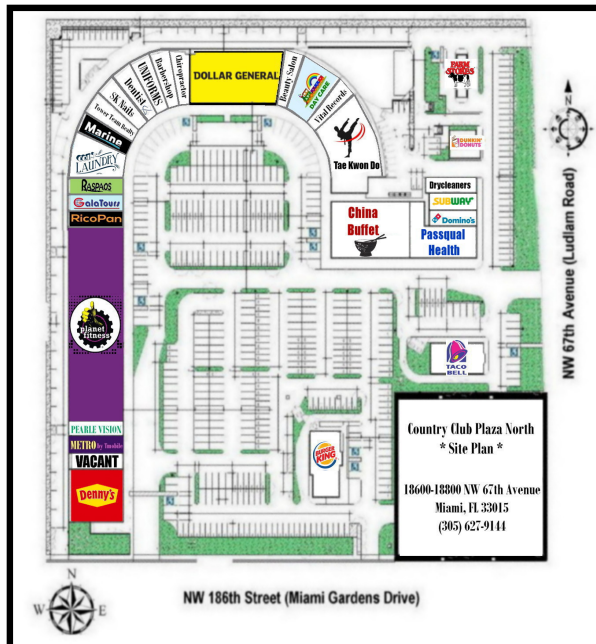 DOLLAR GENERAL
Chiropractor
Barbershop
UNIFORMS
Dentist
SK Nails
Tower Team Realty
Marine
COIN
LAUNDRY
RASPAOS
GalaTours
RicoPan
planet
fitness
PEARLE VISION
METRO by Tmobile
VACANT
Denny's
Beauty Salon
DAY CARE
Vital Records
Tae Kwon Do
FARM
STORES
DUNKIN'
DONUTS
Drycleaners
SUBWAY
Domino's
China
Buffet
Passqual
Health
TACO
BELL
BURGER
KING
Country Club Plaza North
* Site Plan *
18600-18800 NW 67th Avenue
Miami, FL 33015
(305) 627-9144
N
NW 67th Avenue (Ludlam Road)
N
W
E
S
NW 186th Street (Miami Gardens Drive)